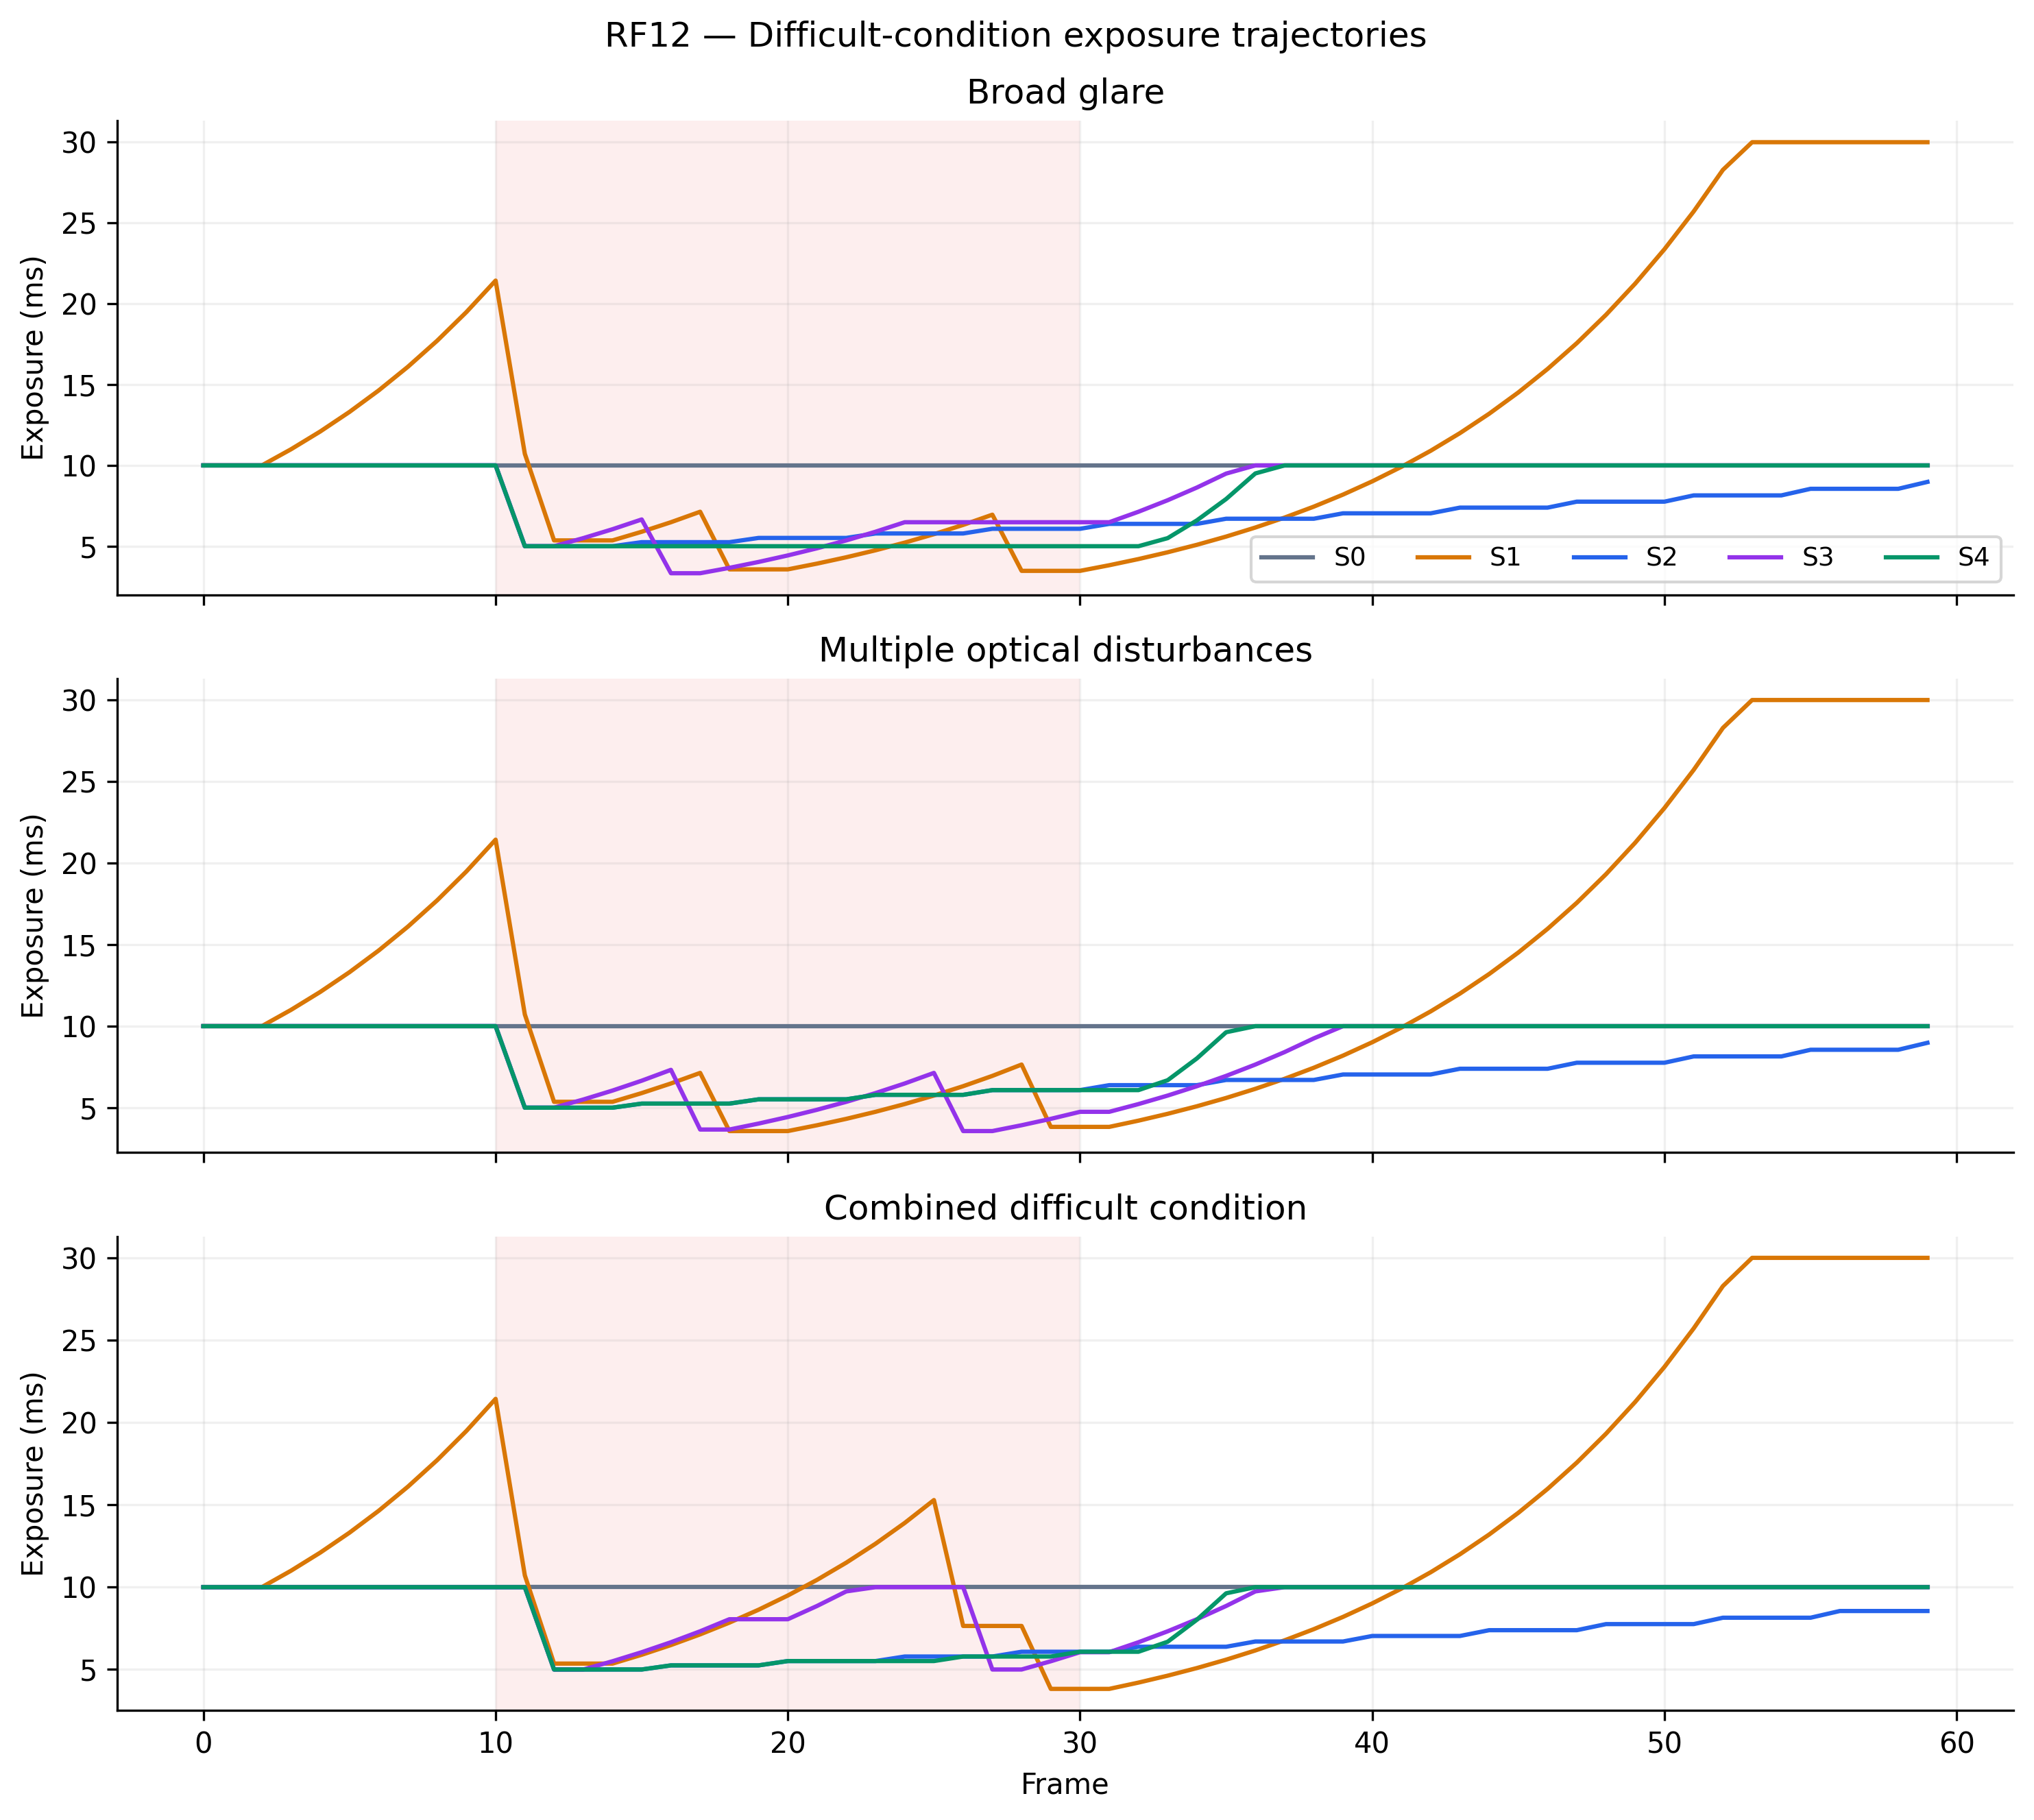 RF12 — Difficult-condition exposure trajectories
Broad glare
Exposure (ms)
30
25
20
15
10
5
S0 S1 S2 S3 S4
Multiple optical disturbances
Exposure (ms)
30
25
20
15
10
5
Combined difficult condition
Exposure (ms)
30
25
20
15
10
5
0 10 20 30 40 50 60
Frame